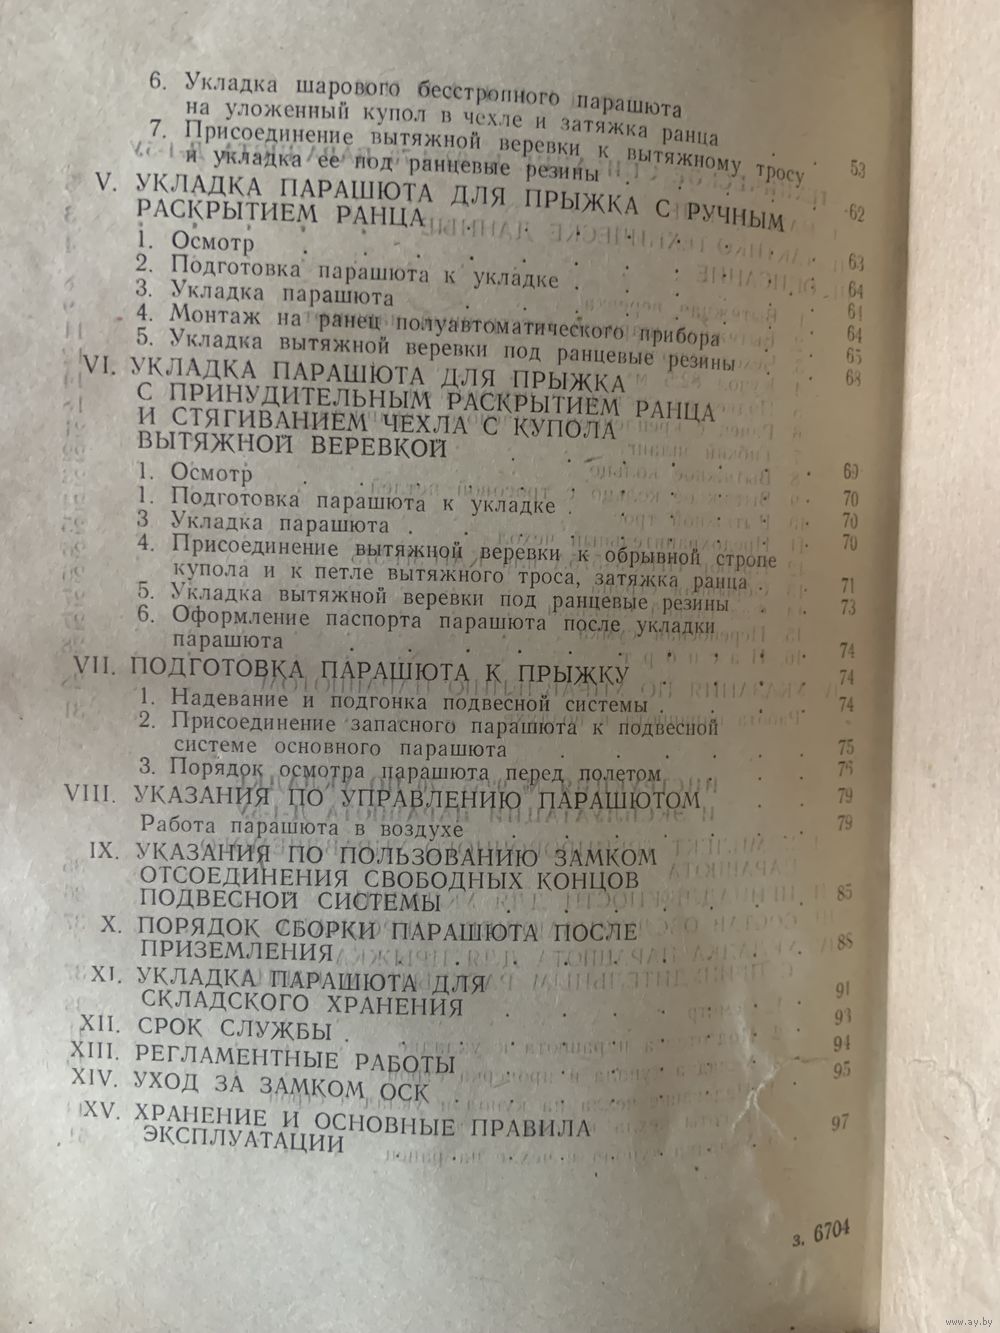 6. Укладка шарового бесстропного парашюта
на уложенный купол в чехле и затяжка ранца . . 53
7. Присоединение вытяжной веревки к вытяжному тросу
и укладка ее под ранцевые резины . . . . . 62
V. УКЛАДКА ПАРАШЮТА ДЛЯ ПРЫЖКА С РУЧНЫМ
РАСКРЫТИЕМ РАНЦА . . . . . . 63
1. Осмотр . . . . . . . 64
2. Подготовка парашюта к укладке . . . . . 64
3. Укладка парашюта . . . . . . 64
4. Монтаж на ранец полуавтоматического прибора . . 65
5. Укладка вытяжной веревки под ранцевые резины . . 68
VI. УКЛАДКА ПАРАШЮТА ДЛЯ ПРЫЖКА
С ПРИНУДИТЕЛЬНЫМ РАСКРЫТИЕМ РАНЦА
И СТЯГИВАНИЕМ ЧЕХЛА С КУПОЛА
ВЫТЯЖНОЙ ВЕРЕВКОЙ . . . . . . 69
1. Осмотр . . . . . . . 70
1. Подготовка парашюта к укладке . . . . . 70
3 Укладка парашюта . . . . . . 70
4. Присоединение вытяжной веревки к обрывной стропе
купола и к петле вытяжного троса, затяжка ранца . . 71
5. Укладка вытяжной веревки под ранцевые резины . . 73
6. Оформление паспорта парашюта после укладки
парашюта . . . . . . . . 74
VII. ПОДГОТОВКА ПАРАШЮТА К ПРЫЖКУ . . . . 74
1. Надевание и подгонка подвесной системы . . . . 74
2. Присоединение запасного парашюта к подвесной
системе основного парашюта . . . . . . 75
3. Порядок осмотра парашюта перед полетом . . . 76
VIII. УКАЗАНИЯ ПО УПРАВЛЕНИЮ ПАРАШЮТОМ . . 79
Работа парашюта в воздухе . . . . . . 79
IX. УКАЗАНИЯ ПО ПОЛЬЗОВАНИЮ ЗАМКОМ
ОТСОЕДИНЕНИЯ СВОБОДНЫХ КОНЦОВ
ПОДВЕСНОЙ СИСТЕМЫ . . . . . . 85
X. ПОРЯДОК СБОРКИ ПАРАШЮТА ПОСЛЕ
ПРИЗЕМЛЕНИЯ . . . . . . . 88
XI. УКЛАДКА ПАРАШЮТА ДЛЯ
СКЛАДСКОГО ХРАНЕНИЯ . . . . . . 91
XII. СРОК СЛУЖБЫ . . . . . . . 93
XIII. РЕГЛАМЕНТНЫЕ РАБОТЫ . . . . . . 94
XIV. УХОД ЗА ЗАМКОМ ОСК . . . . . . 95
XV. ХРАНЕНИЕ И ОСНОВНЫЕ ПРАВИЛА
ЭКСПЛУАТАЦИИ . . . . . . . 97
з. 6704
www.ay.by